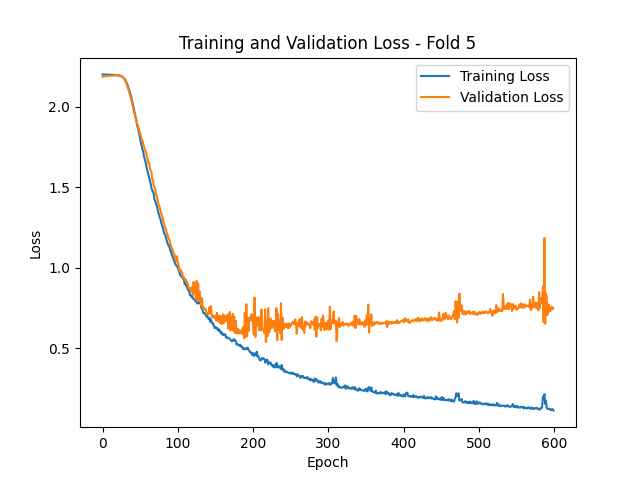 Training and Validation Loss - Fold 5
Training Loss
Validation Loss
2.0
1.5
1.0
0.5
Loss
0
100
200
300
400
500
600
Epoch